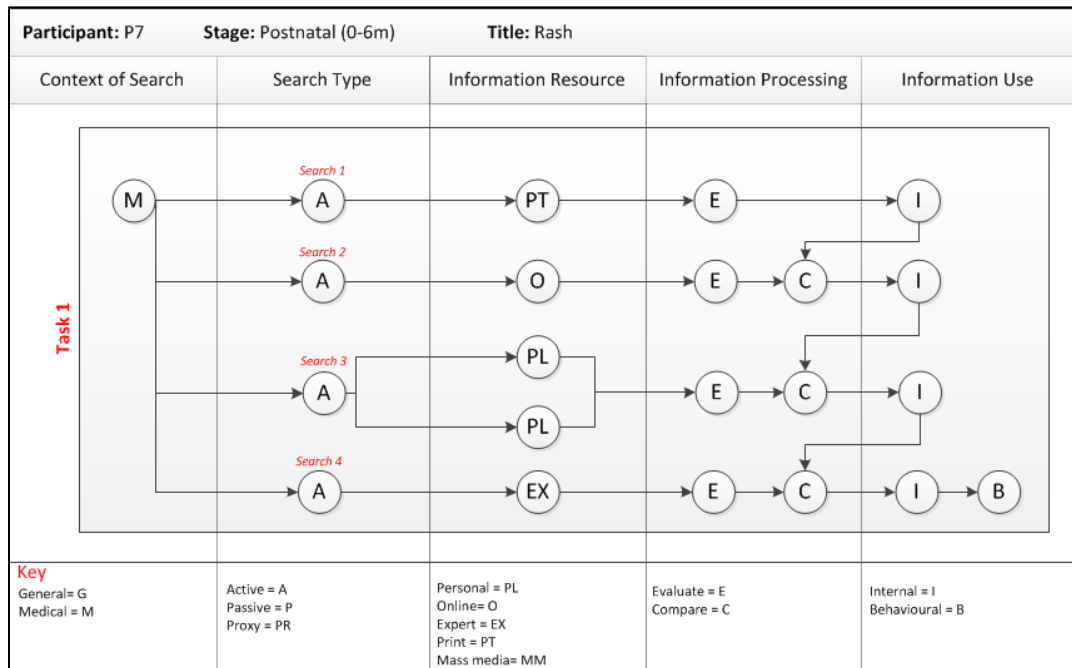 Participant: P7 Stage: Postnatal (0-6m) Title: Rash
Context of Search Search Type Information Resource Information Processing Information Use
Task 1
Search 1
M A PT E I
Search 2
A O E C I
PL
Search 3
A E C I
PL
Search 4
A EX E C I B
Key
General= G
Medical = M
Active = A
Passive = P
Proxy = PR
Personal = PL
Online= O
Expert = EX
Print = PT
Mass media= MM
Evaluate = E
Compare = C
Internal = I
Behavioural = B